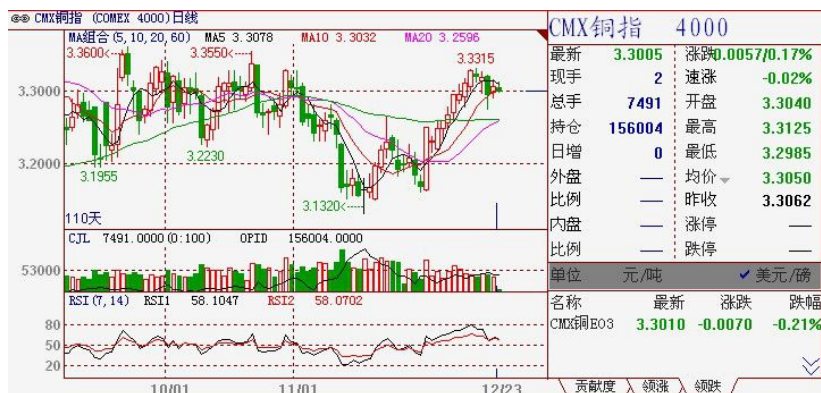 CMX铜指 (COMEX 4000)日线
MA组合(5,10,20,60) MA5 3.3078 MA10 3.3032 MA20 3.2596
3.3600
3.3550
3.3315
3.3000
3.2000
3.1955
3.2230
3.1320
110天
CJL 7491.0000(0:100) OPID 156004.0000
53000
RSI(7,14) RSI1 58.1047 RSI2 58.0702
80
50
20
10/01 11/01 12/23
CMX铜指 4000
最新 3.3005 涨跌0.0057/0.17%
现手 2 速涨 -0.02%
总手 7491 开盘 3.3040
持仓 156004 最高 3.3125
日增 0 最低 3.2985
外盘 — 均价 3.3050
比例 — 昨收 3.3062
内盘 — 涨停 —
比例 — 跌停 —
单位 元/吨 ✔美元/磅
名称 最新 涨跌 跌幅
CMX铜E03 3.3010 -0.0070 -0.21%
贡献度 领涨 领跌